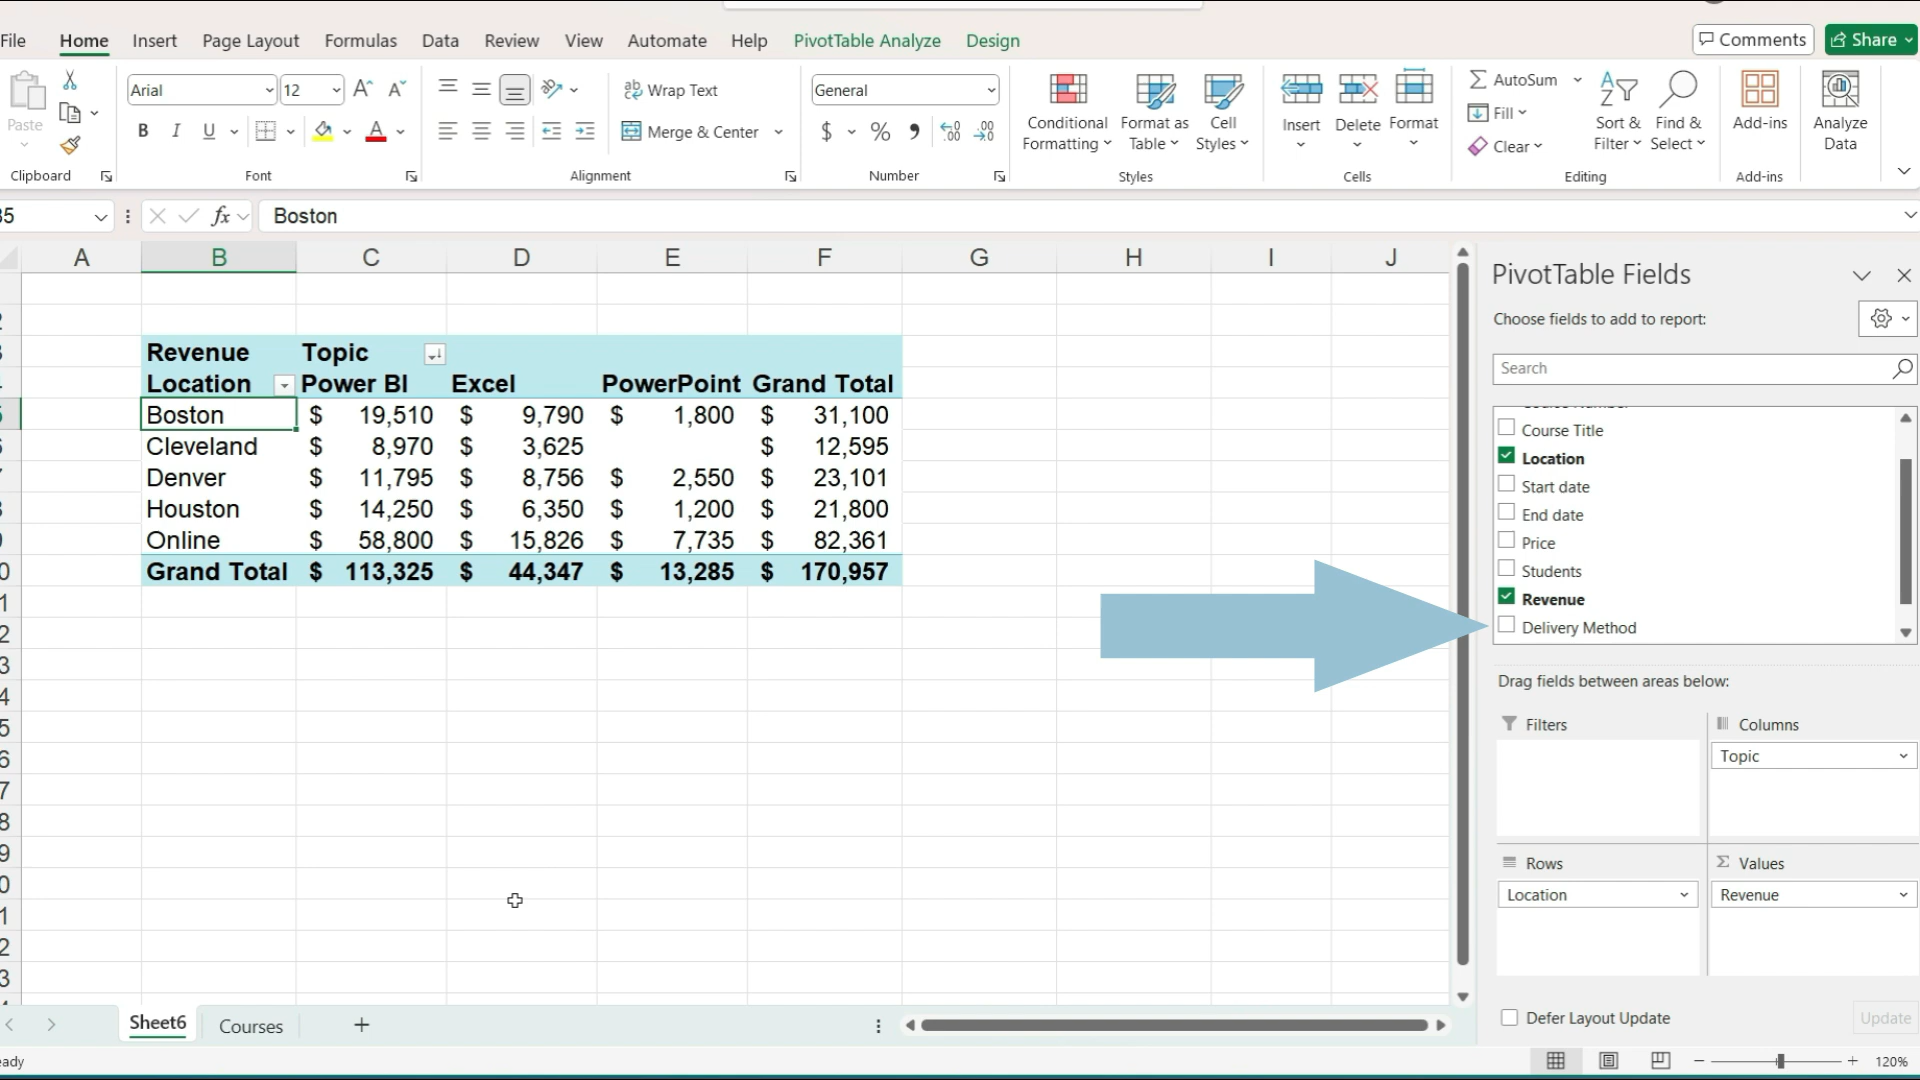 File Home Insert Page Layout Formulas Data Review View Automate Help PivotTable Analyze Design Comments Share
Arial 12 Wrap Text General AutoSum
Paste Conditional Format as Cell Insert Delete Format Fill Sort & Find & Add-ins Analyze
B I U Merge & Center $ % Formatting Table Styles Clear Filter Select Data
Clipboard Font Alignment Number Styles Cells Editing Add-ins
fx Boston
A B C D E F G H I J
Revenue Topic
Location Power BI Excel PowerPoint Grand Total
Boston $ 19,510 $ 9,790 $ 1,800 $ 31,100
Cleveland $ 8,970 $ 3,625 $ 12,595
Denver $ 11,795 $ 8,756 $ 2,550 $ 23,101
Houston $ 14,250 $ 6,350 $ 1,200 $ 21,800
Online $ 58,800 $ 15,826 $ 7,735 $ 82,361
Grand Total $ 113,325 $ 44,347 $ 13,285 $ 170,957
PivotTable Fields
Choose fields to add to report:
Search
Course Title
Location
Start date
End date
Price
Students
Revenue
Delivery Method
Drag fields between areas below:
Filters Columns
Topic
Rows Values
Location Revenue
Defer Layout Update Update
Sheet6 Courses
120%